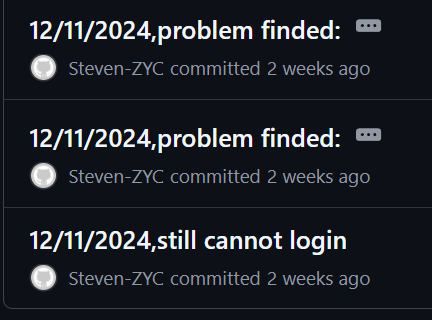 12/11/2024,problem finded: ...
Steven-ZYC committed 2 weeks ago
12/11/2024,problem finded: ...
Steven-ZYC committed 2 weeks ago
12/11/2024,still cannot login
Steven-ZYC committed 2 weeks ago